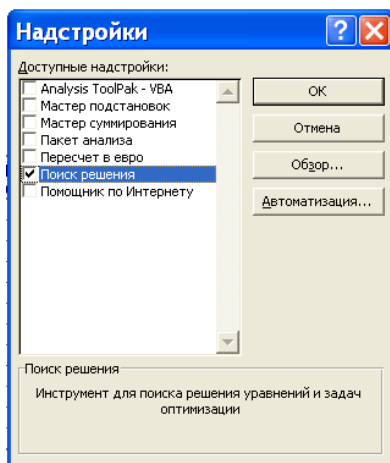 Надстройки
Доступные надстройки:
Analysis ToolPak - VBA
Мастер подстановок
Мастер суммирования
Пакет анализа
Пересчет в евро
Поиск решения
Помощник по Интернету
ОК
Отмена
Обзор...
Автоматизация...
Поиск решения
Инструмент для поиска решения уравнений и задач
оптимизации